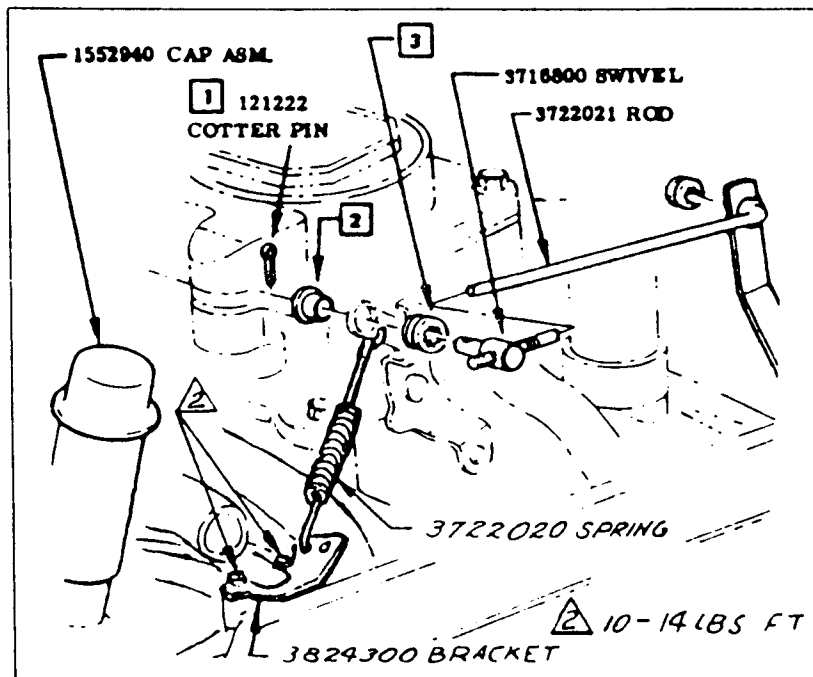 1552940 CAP ASM.
3
3716800 SWIVEL
1 121222
COTTER PIN
3722021 ROD
2
2
3722020 SPRING
2 10-14 LBS FT
3824300 BRACKET